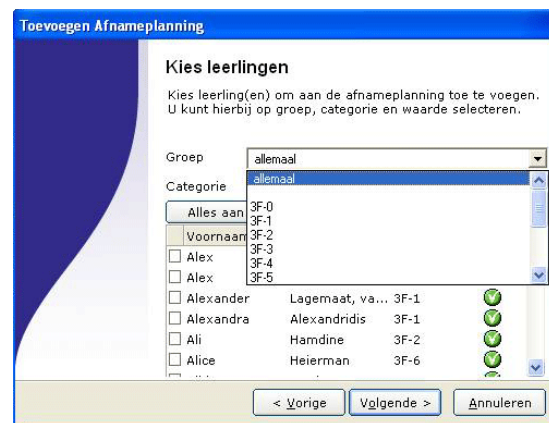 Toevoegen Afnameplanning
Kies leerlingen
Kies leerling(en) om aan de afnameplanning toe te voegen.
U kunt hierbij op groep, categorie en waarde selecteren.
Groep allemaal
allemaal
Categorie
3F-0
3F-1
3F-2
3F-3
3F-4
3F-5
Alles aan
Voornaam
Alex
Alex
Alexander Lagemaat, va... 3F-1
Alexandra Alexandridis 3F-1
Ali Hamdine 3F-2
Alice Heierman 3F-6
< Vorige Volgende > Annuleren